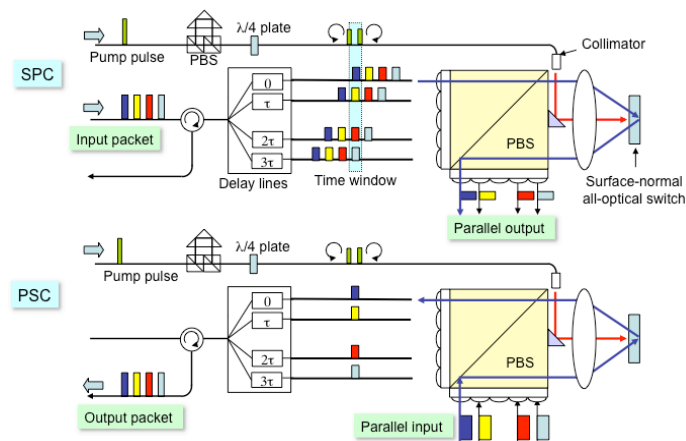 λ/4 plate
Pump pulse
PBS
Collimator
SPC
Input packet
0
τ
2τ
3τ
Delay lines
Time window
PBS
Surface-normal
all-optical switch
Parallel output
λ/4 plate
Pump pulse
PSC
0
τ
2τ
3τ
PBS
Output packet
Parallel input